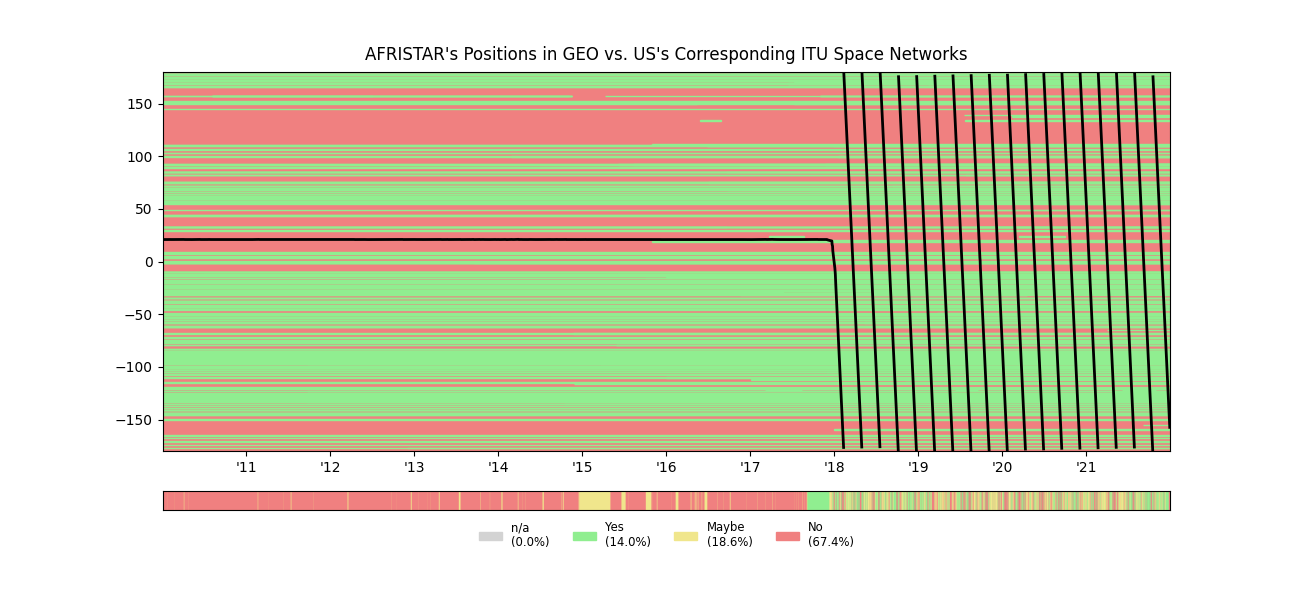 AFRISTAR's Positions in GEO vs. US's Corresponding ITU Space Networks
150
100
50
0
−50
−100
−150
'11 '12 '13 '14 '15 '16 '17 '18 '19 '20 '21
n/a Yes Maybe No
(0.0%) (14.0%) (18.6%) (67.4%)